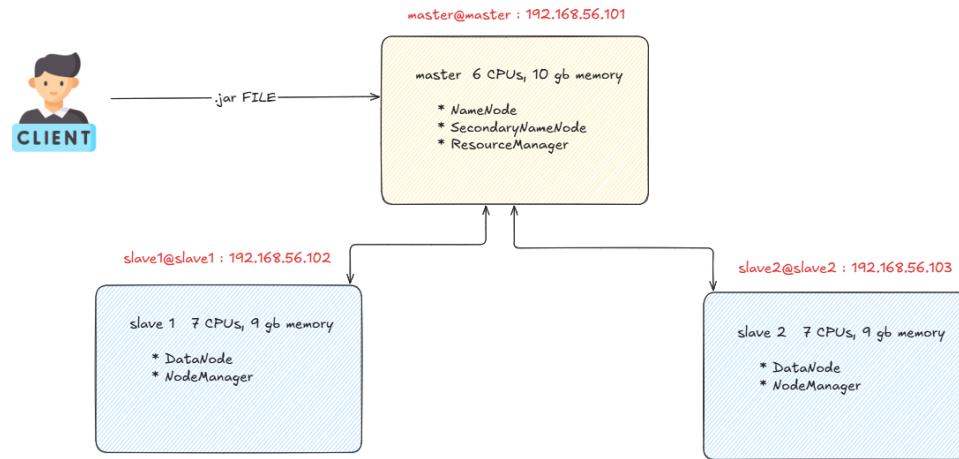 master@master : 192.168.56.101
master 6 CPUs, 10 gb memory
.jar FILE
* NameNode
* SecondaryNameNode
* ResourceManager
CLIENT
slave1@slave1 : 192.168.56.102
slave2@slave2 : 192.168.56.103
slave 1 7 CPUs, 9 gb memory
* DataNode
* NodeManager
slave 2 7 CPUs, 9 gb memory
* DataNode
* NodeManager